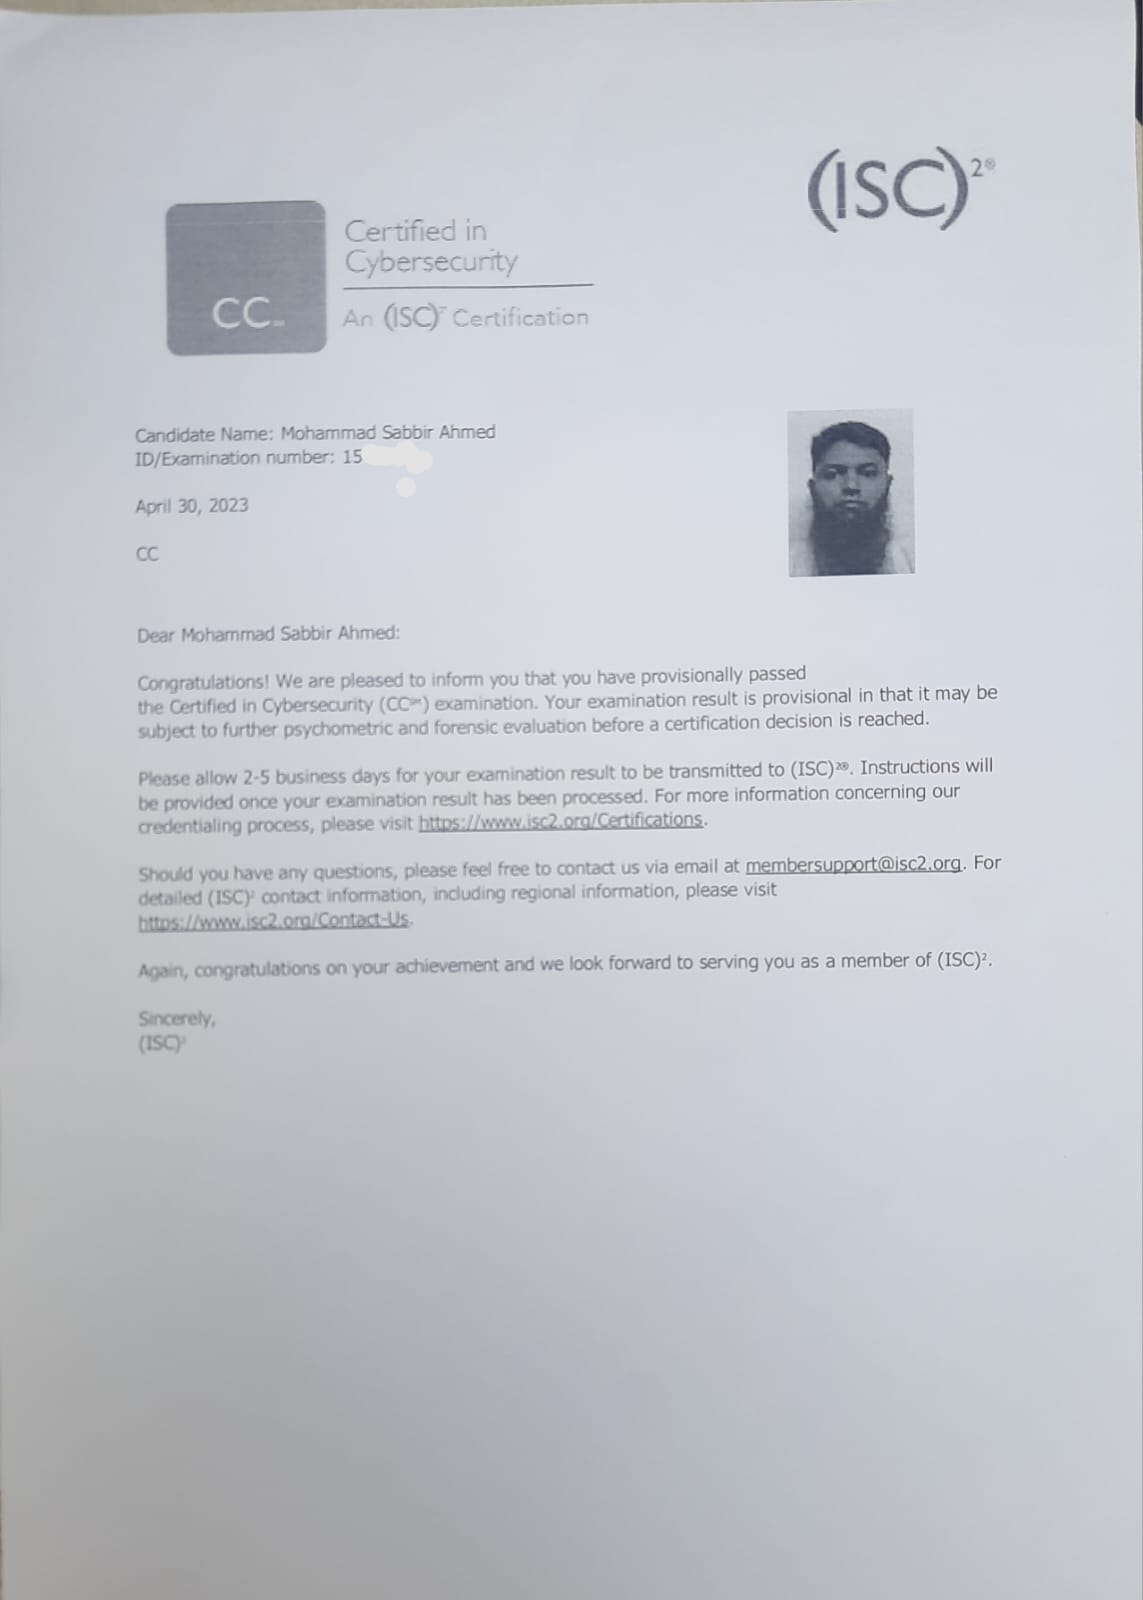 (ISC)²®
CC℠
Certified in
Cybersecurity
An (ISC)² Certification
Candidate Name: Mohammad Sabbir Ahmed
ID/Examination number: 15
April 30, 2023
CC
Dear Mohammad Sabbir Ahmed:
Congratulations! We are pleased to inform you that you have provisionally passed
the Certified in Cybersecurity (CC℠) examination. Your examination result is provisional in that it may be
subject to further psychometric and forensic evaluation before a certification decision is reached.
Please allow 2-5 business days for your examination result to be transmitted to (ISC)²®. Instructions will
be provided once your examination result has been processed. For more information concerning our
credentialing process, please visit https://www.isc2.org/Certifications.
Should you have any questions, please feel free to contact us via email at membersupport@isc2.org. For
detailed (ISC)² contact information, including regional information, please visit
https://www.isc2.org/Contact-Us.
Again, congratulations on your achievement and we look forward to serving you as a member of (ISC)².
Sincerely,
(ISC)²